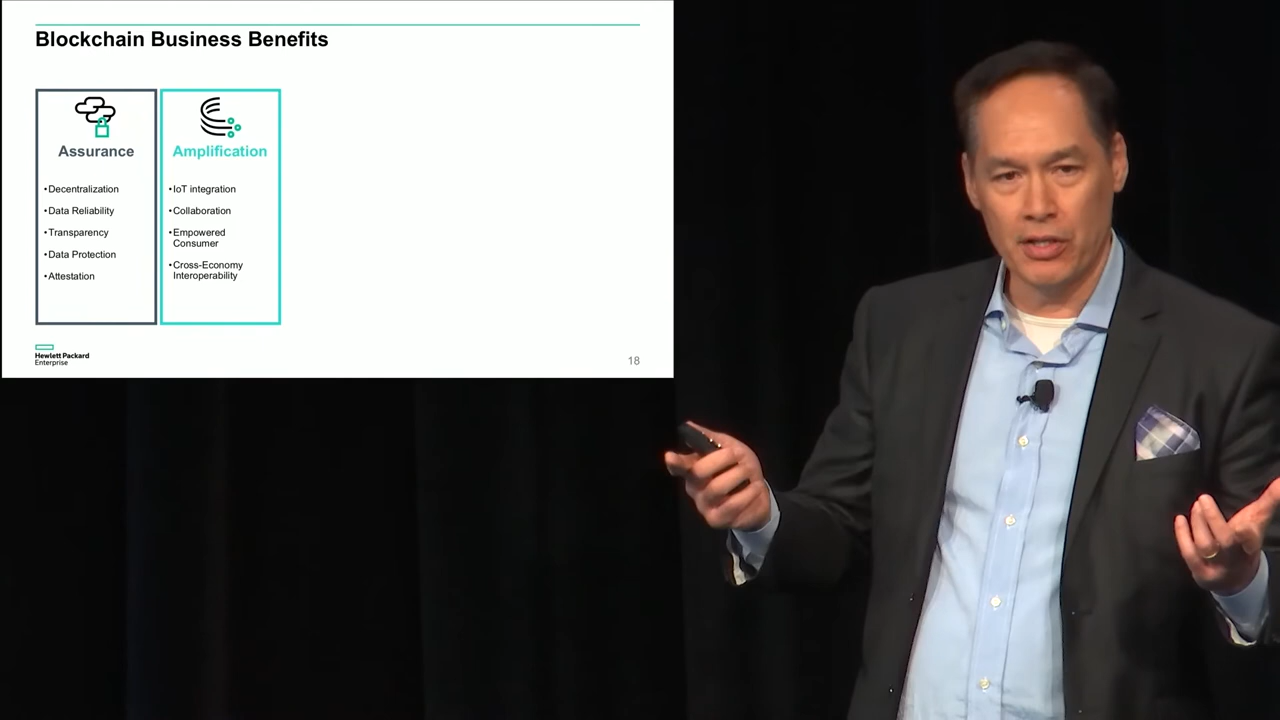 Blockchain Business Benefits
Assurance
•Decentralization
•Data Reliability
•Transparency
•Data Protection
•Attestation
Amplification
•IoT integration
•Collaboration
•Empowered
Consumer
•Cross-Economy
Interoperability
Hewlett Packard
Enterprise
18